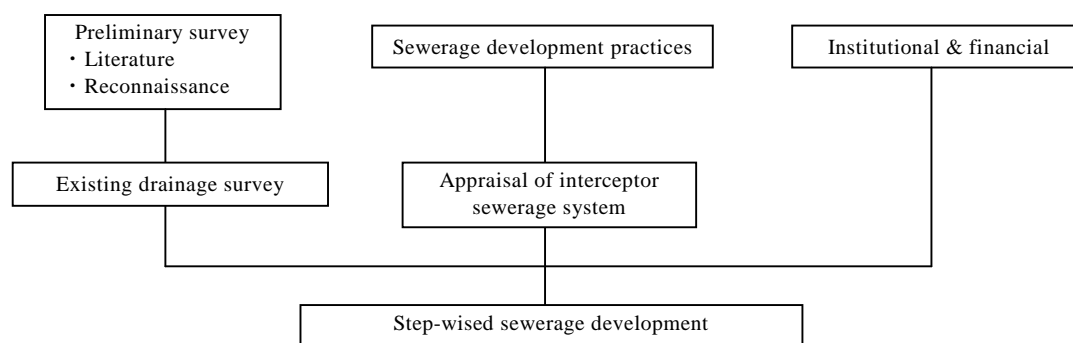 Preliminary survey
・Literature
・Reconnaissance
Sewerage development practices
Institutional & financial
Existing drainage survey
Appraisal of interceptor
sewerage system
Step-wised sewerage development